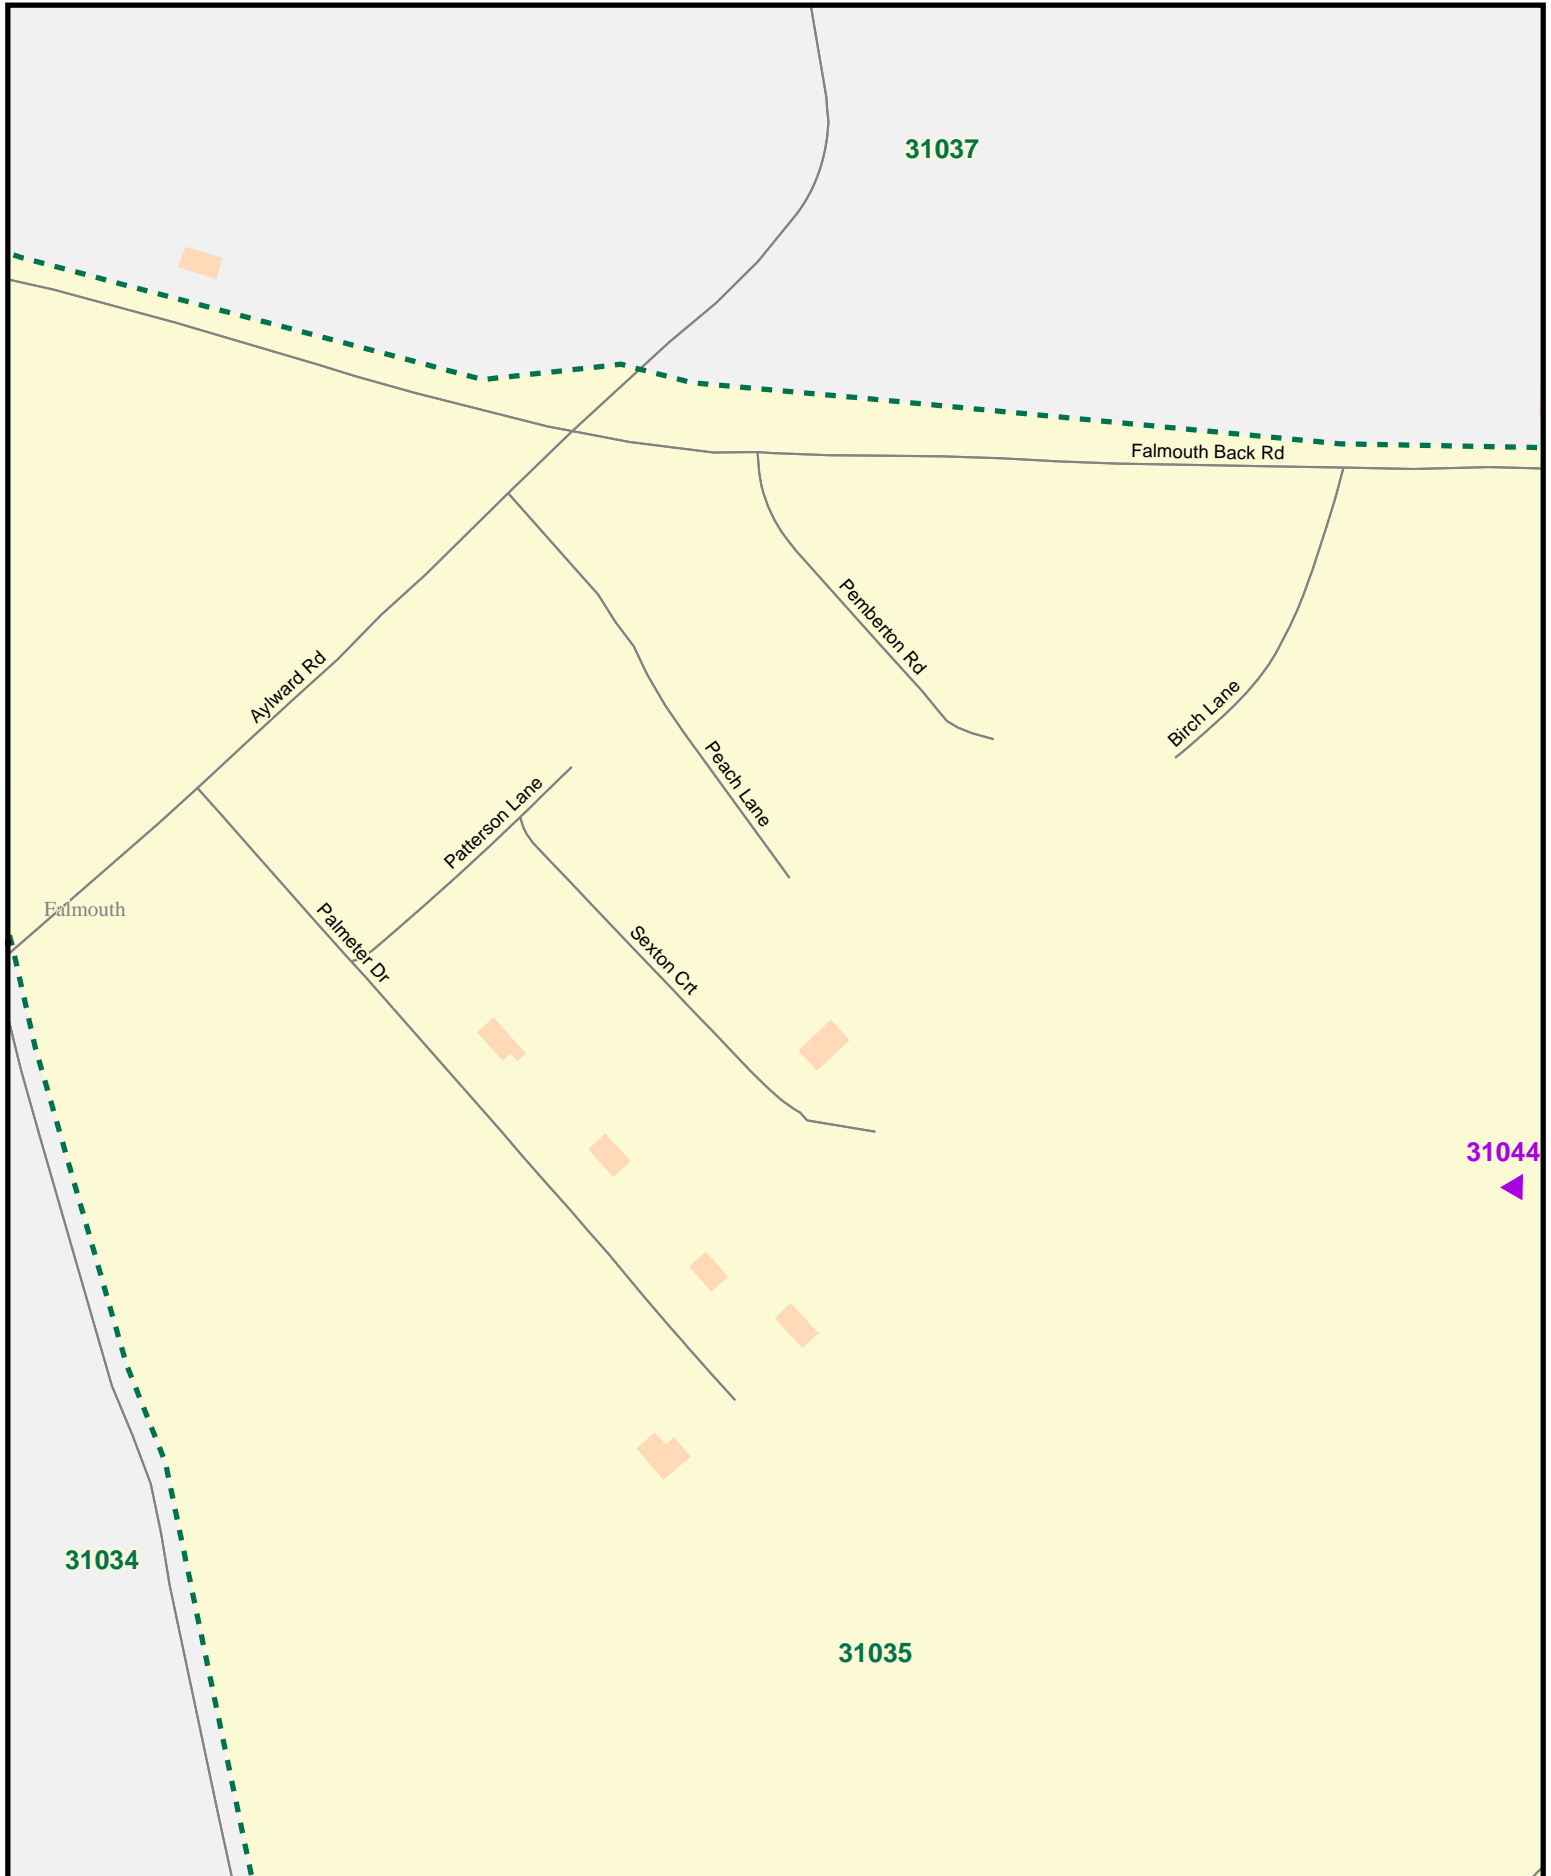 31037
Falmouth Back Rd
Pemberton Rd
Aylward Rd
Birch Lane
Peach Lane
Patterson Lane
Falmouth
Palmeter Dr
Sexton Crt
31044
31034
31035